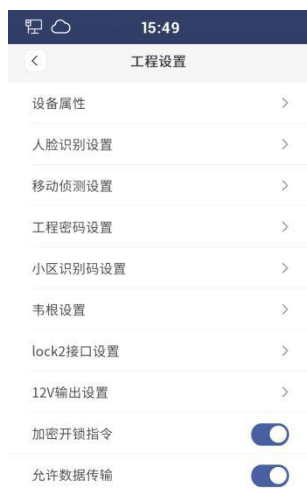 15:49
工程设置
设备属性
人脸识别设置
移动侦测设置
工程密码设置
小区识别码设置
韦根设置
lock2接口设置
12V输出设置
加密开锁指令
允许数据传输